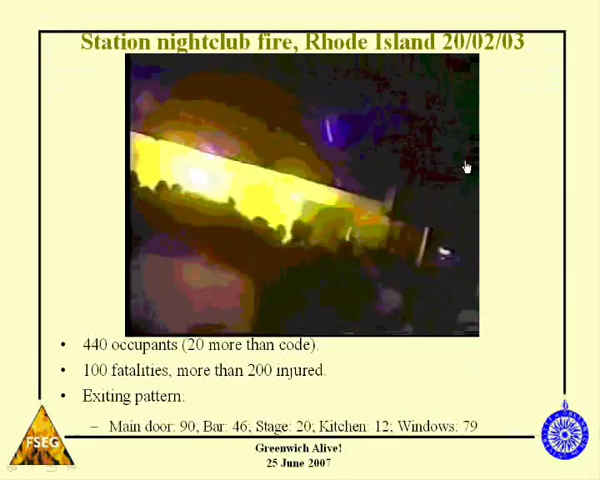 Station nightclub fire, Rhode Island 20/02/03
• 440 occupants (20 more than code).
• 100 fatalities, more than 200 injured.
• Exiting pattern:
– Main door: 90; Bar: 46; Stage: 20; Kitchen: 12; Windows: 79
FSEG
Greenwich Alive!
25 June 2007